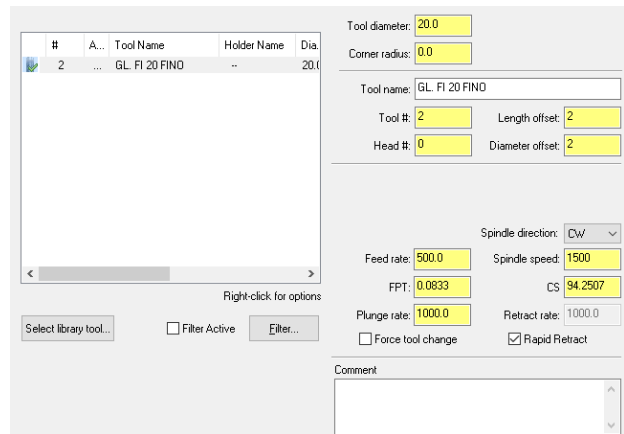 Tool diameter: 20.0
Corner radius: 0.0
# A... Tool Name Holder Name Dia.
2 ... GL. FI 20 FINO -- 20.(
Tool name: GL. FI 20 FINO
Tool #: 2 Length offset: 2
Head #: 0 Diameter offset: 2
Spindle direction: CW
Feed rate: 500.0 Spindle speed: 1500
FPT: 0.0833 CS 94.2507
Plunge rate: 1000.0 Retract rate: 1000.0
Force tool change Rapid Retract
Right-click for options
Select library tool... Filter Active Filter...
Comment